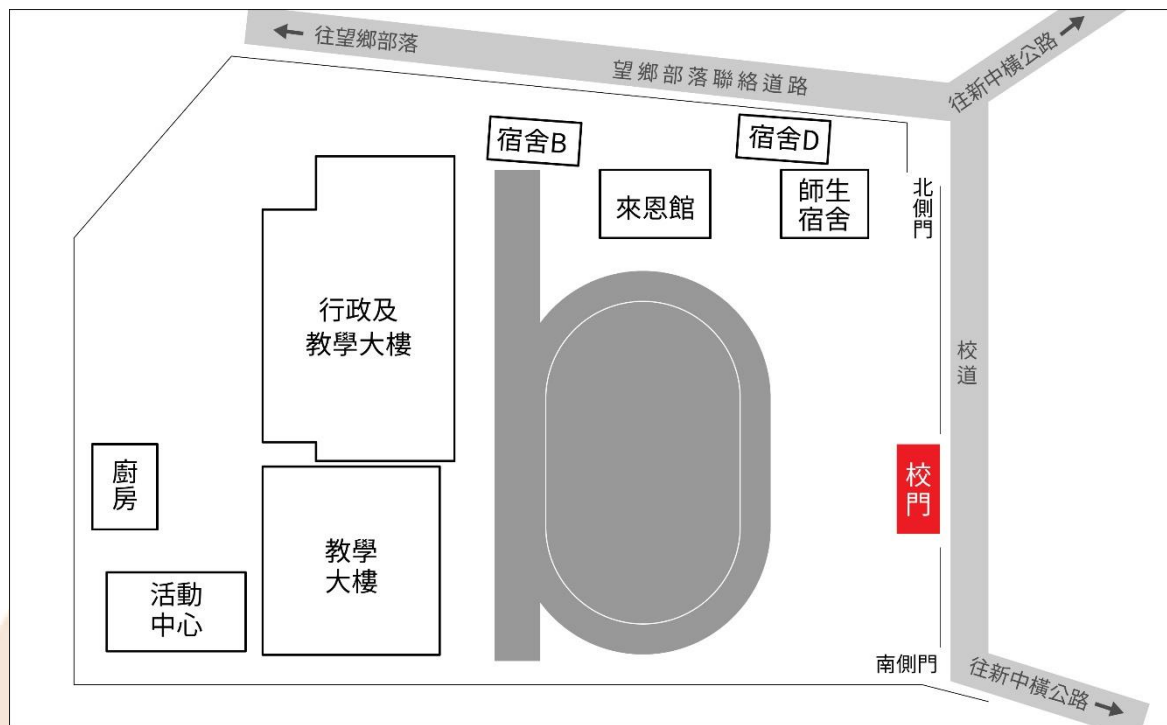 往望鄉部落
望鄉部落聯絡道路
往新中橫公路
宿舍B
宿舍D
來恩館
師生
宿舍
北側門
行政及
教學大樓
校道
廚房
校門
教學
大樓
活動
中心
南側門
往新中橫公路